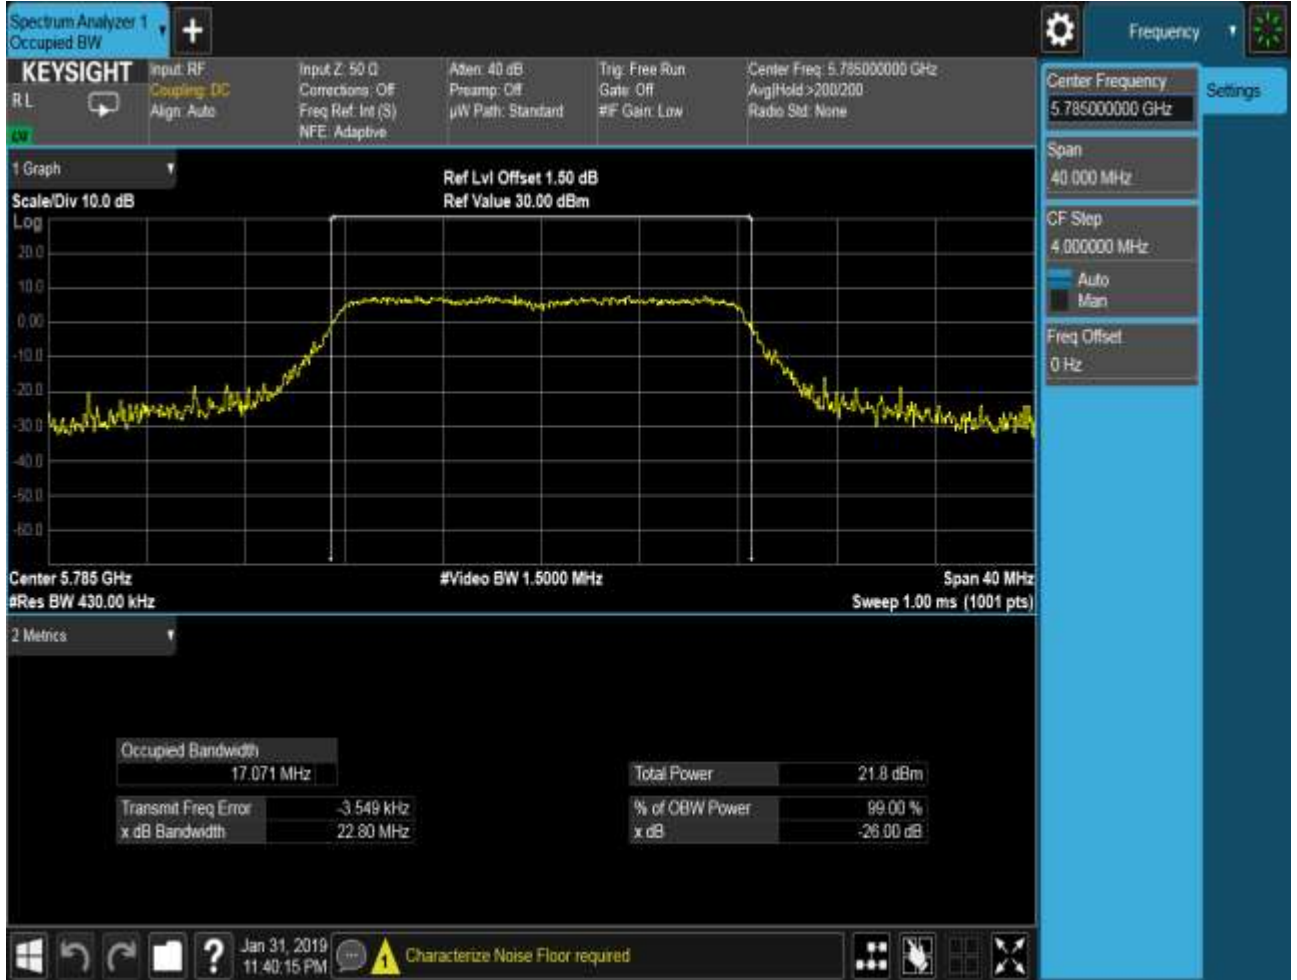 Spectrum Analyzer 1
Occupied BW
+
Frequency
KEYSIGHT
R L
Input: RF
Coupling: DC
Align: Auto
Input Z: 50 Ω
Corrections: Off
Freq Ref: Int (S)
NFE: Adaptive
Atten: 40 dB
Preamp: Off
µW Path: Standard
Trig: Free Run
Gate: Off
#IF Gain: Low
Center Freq: 5.785000000 GHz
Avg|Hold:>200/200
Radio Std: None
Center Frequency
5.785000000 GHz
Settings
Span
40.000 MHz
CF Step
4.000000 MHz
Auto
Man
Freq Offset
0 Hz
1 Graph
Scale/Div 10.0 dB
Ref Lvl Offset 1.50 dB
Ref Value 30.00 dBm
Log
20.0
10.0
0.00
-10.0
-20.0
-30.0
-40.0
-50.0
-60.0
Center 5.785 GHz
#Res BW 430.00 kHz
#Video BW 1.5000 MHz
Span 40 MHz
Sweep 1.00 ms (1001 pts)
2 Metrics
Occupied Bandwidth
17.071 MHz
Transmit Freq Error -3.549 kHz
x dB Bandwidth 22.80 MHz
Total Power 21.8 dBm
% of OBW Power 99.00 %
x dB -26.00 dB
?
Jan 31, 2019
11:40:15 PM
1
Characterize Noise Floor required